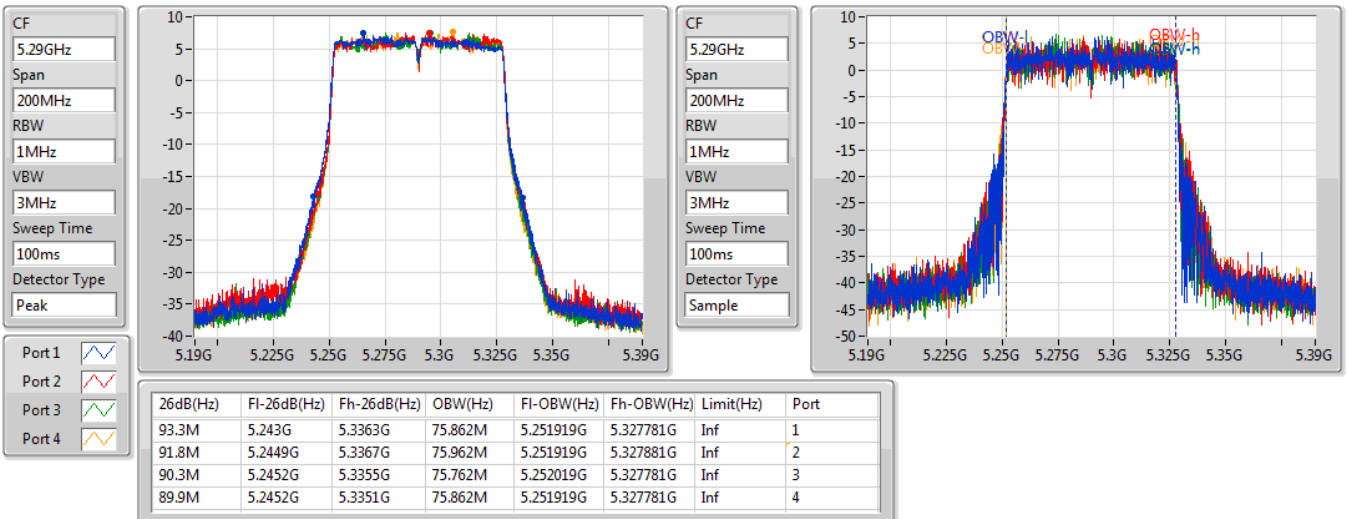 CF
5.29GHz
Span
200MHz
RBW
1MHz
VBW
3MHz
Sweep Time
100ms
Detector Type
Peak
10
5
0
-5
-10
-15
-20
-25
-30
-35
-40
5.19G 5.225G 5.25G 5.275G 5.3G 5.325G 5.35G 5.39G
CF
5.29GHz
Span
200MHz
RBW
1MHz
VBW
3MHz
Sweep Time
100ms
Detector Type
Sample
10
5
0
-5
-10
-15
-20
-25
-30
-35
-40
-45
-50
OBW-l OBW-h
OBW-h
5.19G 5.225G 5.25G 5.275G 5.3G 5.325G 5.35G 5.39G
Port 1
Port 2
Port 3
Port 4
26dB(Hz) Fl-26dB(Hz) Fh-26dB(Hz) OBW(Hz) Fl-OBW(Hz) Fh-OBW(Hz) Limit(Hz) Port
93.3M 5.243G 5.3363G 75.862M 5.251919G 5.327781G Inf 1
91.8M 5.2449G 5.3367G 75.962M 5.251919G 5.327881G Inf 2
90.3M 5.2452G 5.3355G 75.762M 5.252019G 5.327781G Inf 3
89.9M 5.2452G 5.3351G 75.862M 5.251919G 5.327781G Inf 4